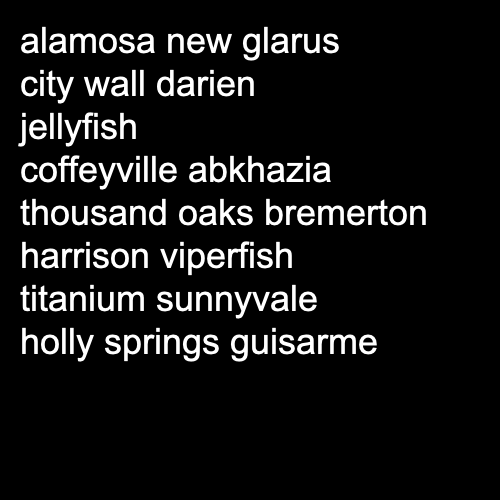 alamosa new glarus
city wall darien
jellyfish
coffeyville abkhazia
thousand oaks bremerton
harrison viperfish
titanium sunnyvale
holly springs guisarme